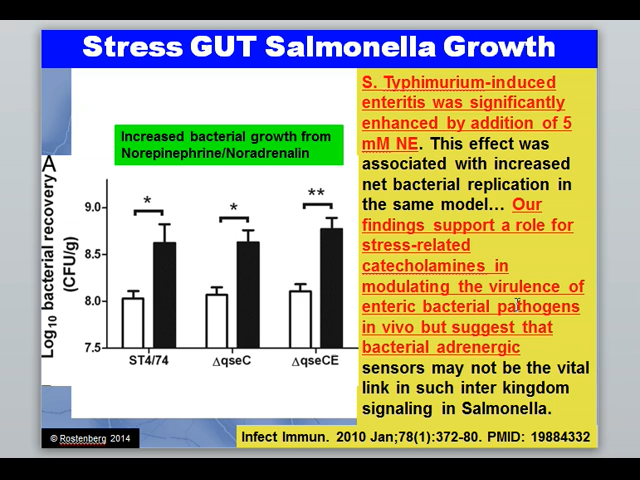 Stress GUT Salmonella Growth
Increased bacterial growth from
Norepinephrine/Noradrenalin
A
Log10 bacterial recovery
(CFU/g)
9.0
8.5
8.0
7.5
*
*
**
ST4/74
ΔqseC
ΔqseCE
S. Typhimurium-induced
enteritis was significantly
enhanced by addition of 5
mM NE. This effect was
associated with increased
net bacterial replication in
the same model… Our
findings support a role for
stress-related
catecholamines in
modulating the virulence of
enteric bacterial pathogens
in vivo but suggest that
bacterial adrenergic
sensors may not be the vital
link in such inter kingdom
signaling in Salmonella.
© Rostenberg 2014
Infect Immun. 2010 Jan;78(1):372-80. PMID: 19884332